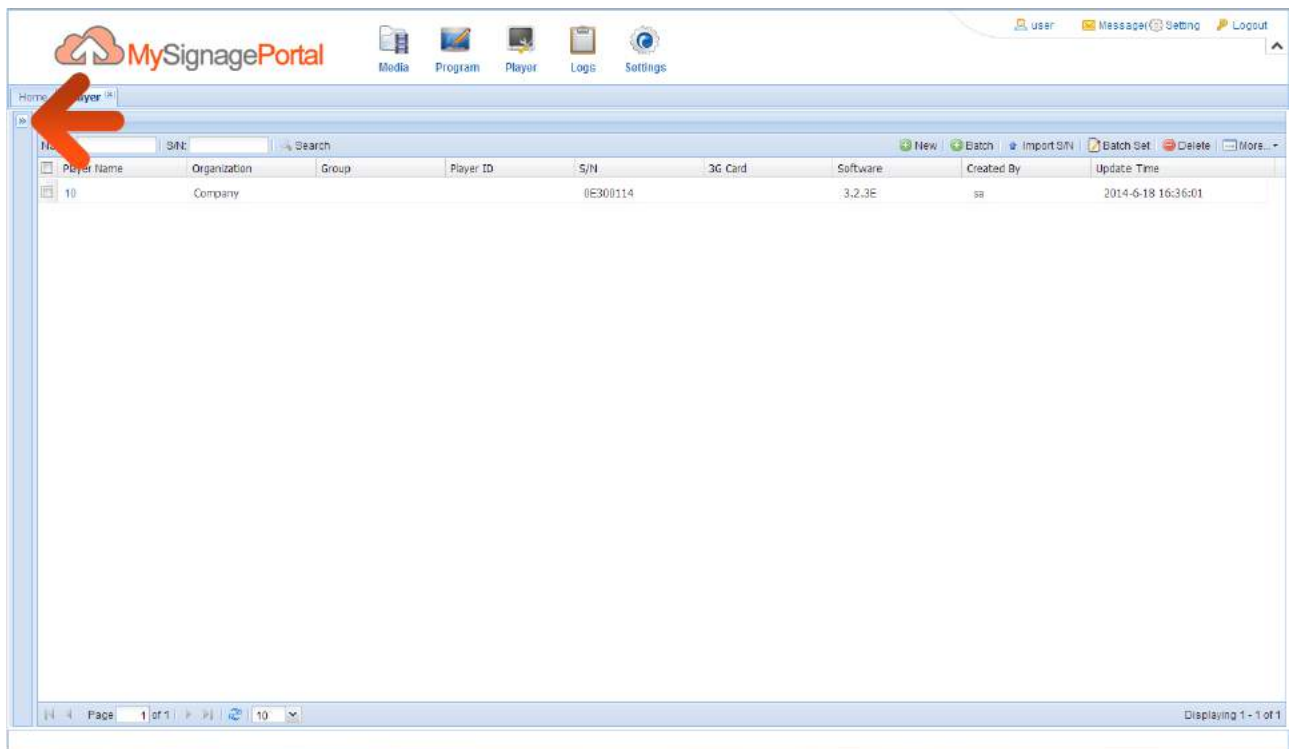 user Message( Setting Logout
MySignagePortal
Media Program Player Logs Settings
Home
S/N: Search New Batch Import S/N Batch Set Delete More...
Player Name Organization Group Player ID S/N 3G Card Software Created By Update Time
10 Company 0E300114 3.2.3E sa 2014-6-18 16:36:01
Page 1 of 1 10 Displaying 1 - 1 of 1